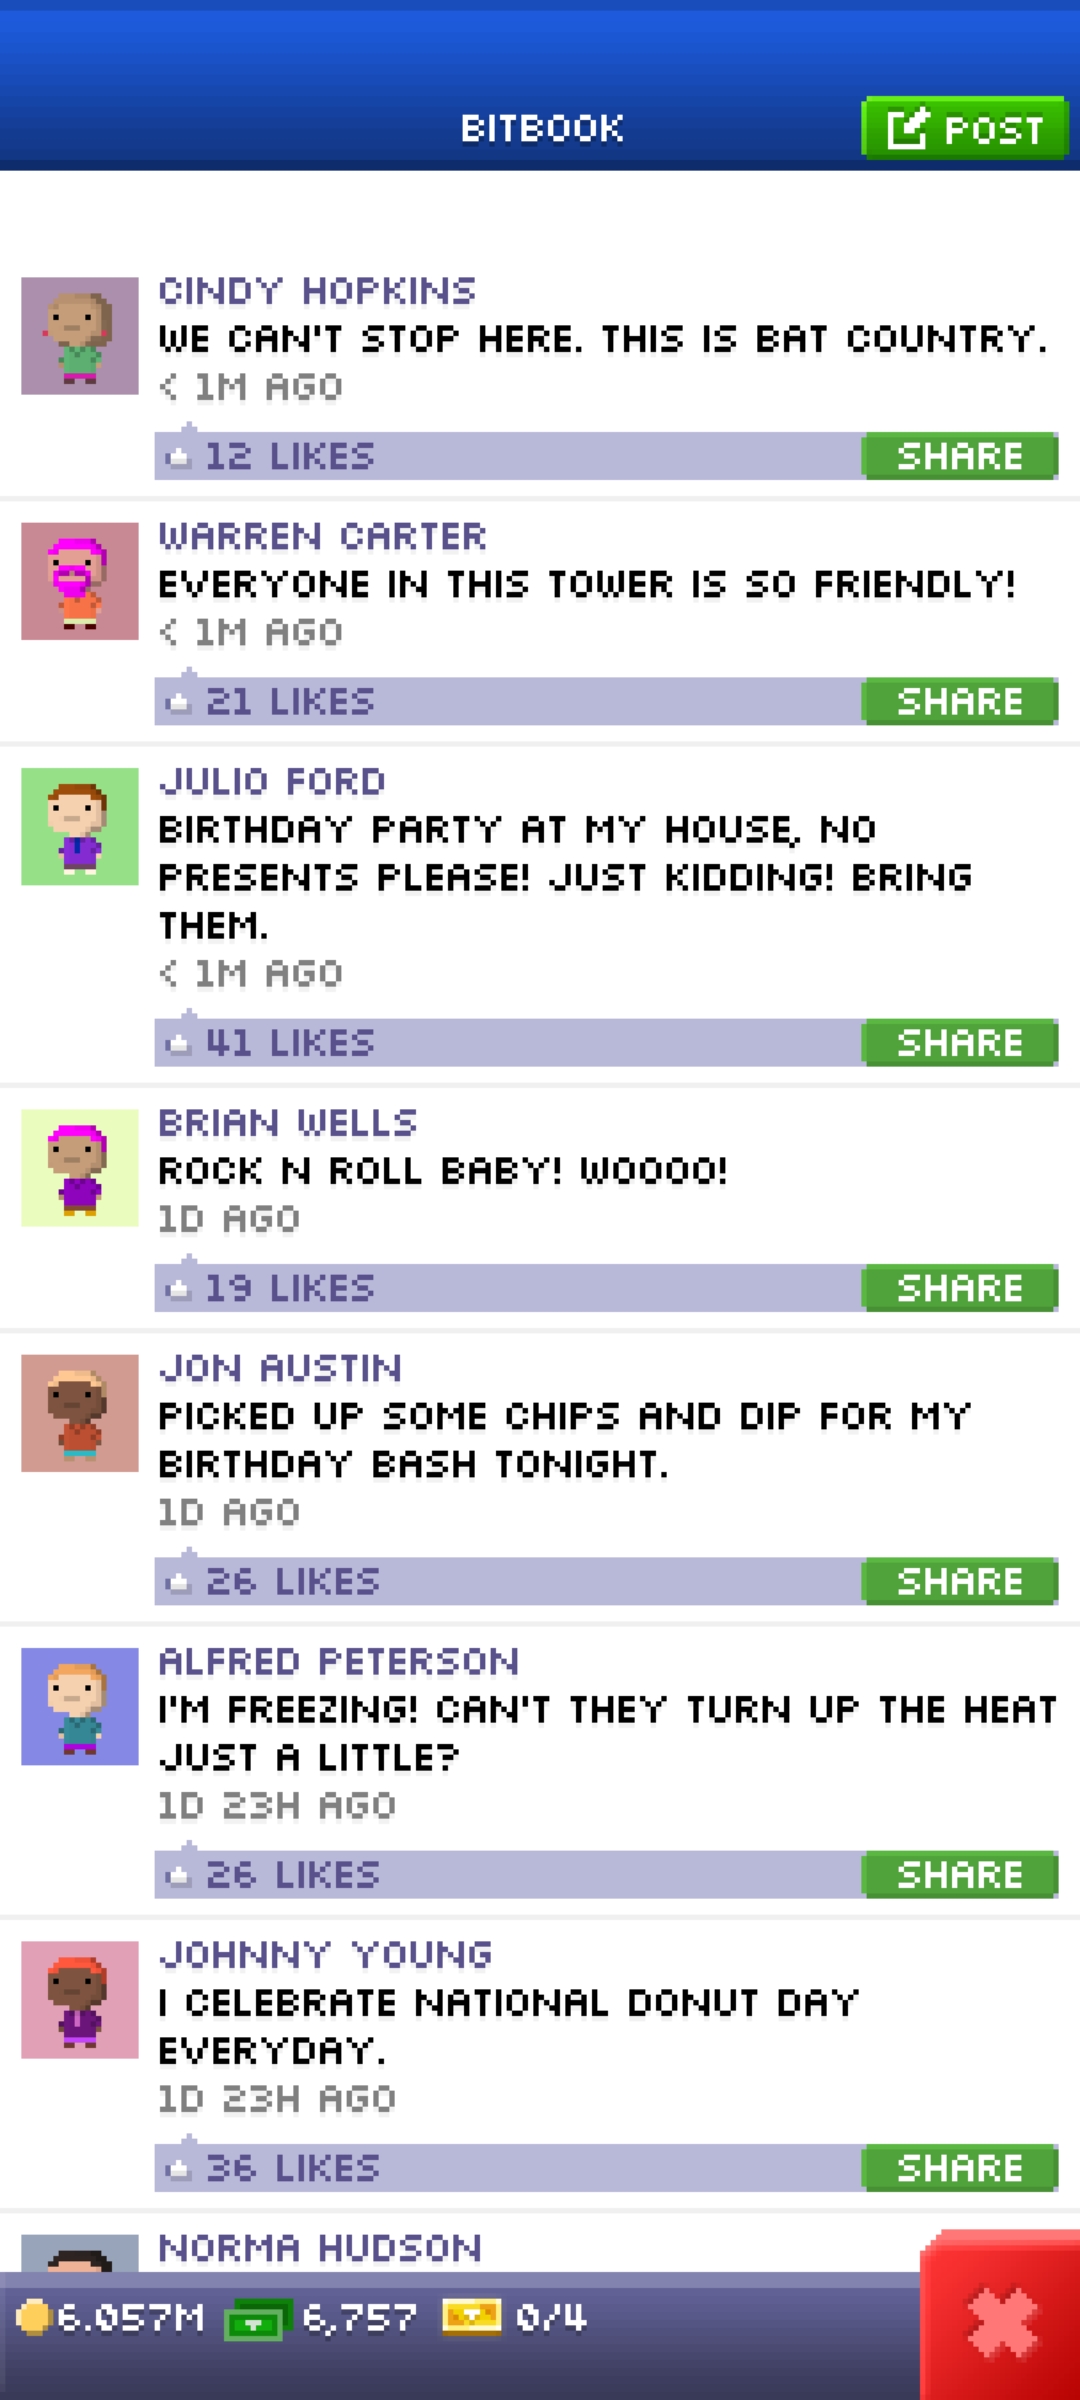 BITBOOK
POST
CINDY HOPKINS
WE CAN'T STOP HERE. THIS IS BAT COUNTRY.
< 1M AGO
12 LIKES
SHARE
WARREN CARTER
EVERYONE IN THIS TOWER IS SO FRIENDLY!
< 1M AGO
21 LIKES
SHARE
JULIO FORD
BIRTHDAY PARTY AT MY HOUSE, NO
PRESENTS PLEASE! JUST KIDDING! BRING
THEM.
< 1M AGO
41 LIKES
SHARE
BRIAN WELLS
ROCK N ROLL BABY! WOOOO!
1D AGO
19 LIKES
SHARE
JON AUSTIN
PICKED UP SOME CHIPS AND DIP FOR MY
BIRTHDAY BASH TONIGHT.
1D AGO
26 LIKES
SHARE
ALFRED PETERSON
I'M FREEZING! CAN'T THEY TURN UP THE HEAT
JUST A LITTLE?
1D 23H AGO
26 LIKES
SHARE
JOHNNY YOUNG
I CELEBRATE NATIONAL DONUT DAY
EVERYDAY.
1D 23H AGO
36 LIKES
SHARE
NORMA HUDSON
6.057M 6,757 0/4